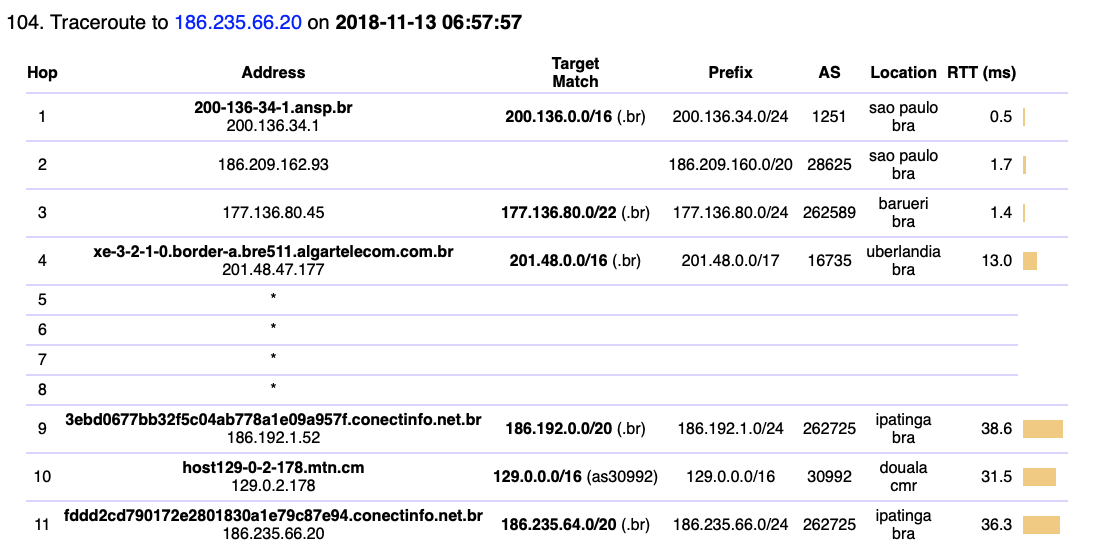 104. Traceroute to 186.235.66.20 on 2018-11-13 06:57:57
Hop Address Target Match Prefix AS Location RTT (ms)
1 200-136-34-1.ansp.br 200.136.34.1 200.136.0.0/16 (.br) 200.136.34.0/24 1251 sao paulo bra 0.5
2 186.209.162.93 186.209.160.0/20 28625 sao paulo bra 1.7
3 177.136.80.45 177.136.80.0/22 (.br) 177.136.80.0/24 262589 barueri bra 1.4
4 xe-3-2-1-0.border-a.bre511.algartelecom.com.br 201.48.47.177 201.48.0.0/16 (.br) 201.48.0.0/17 16735 uberlandia bra 13.0
5 *
6 *
7 *
8 *
9 3ebd0677bb32f5c04ab778a1e09a957f.conectinfo.net.br 186.192.1.52 186.192.0.0/20 (.br) 186.192.1.0/24 262725 ipatinga bra 38.6
10 host129-0-2-178.mtn.cm 129.0.2.178 129.0.0.0/16 (as30992) 129.0.0.0/16 30992 douala cmr 31.5
11 fddd2cd790172e2801830a1e79c87e94.conectinfo.net.br 186.235.66.20 186.235.64.0/20 (.br) 186.235.66.0/24 262725 ipatinga bra 36.3